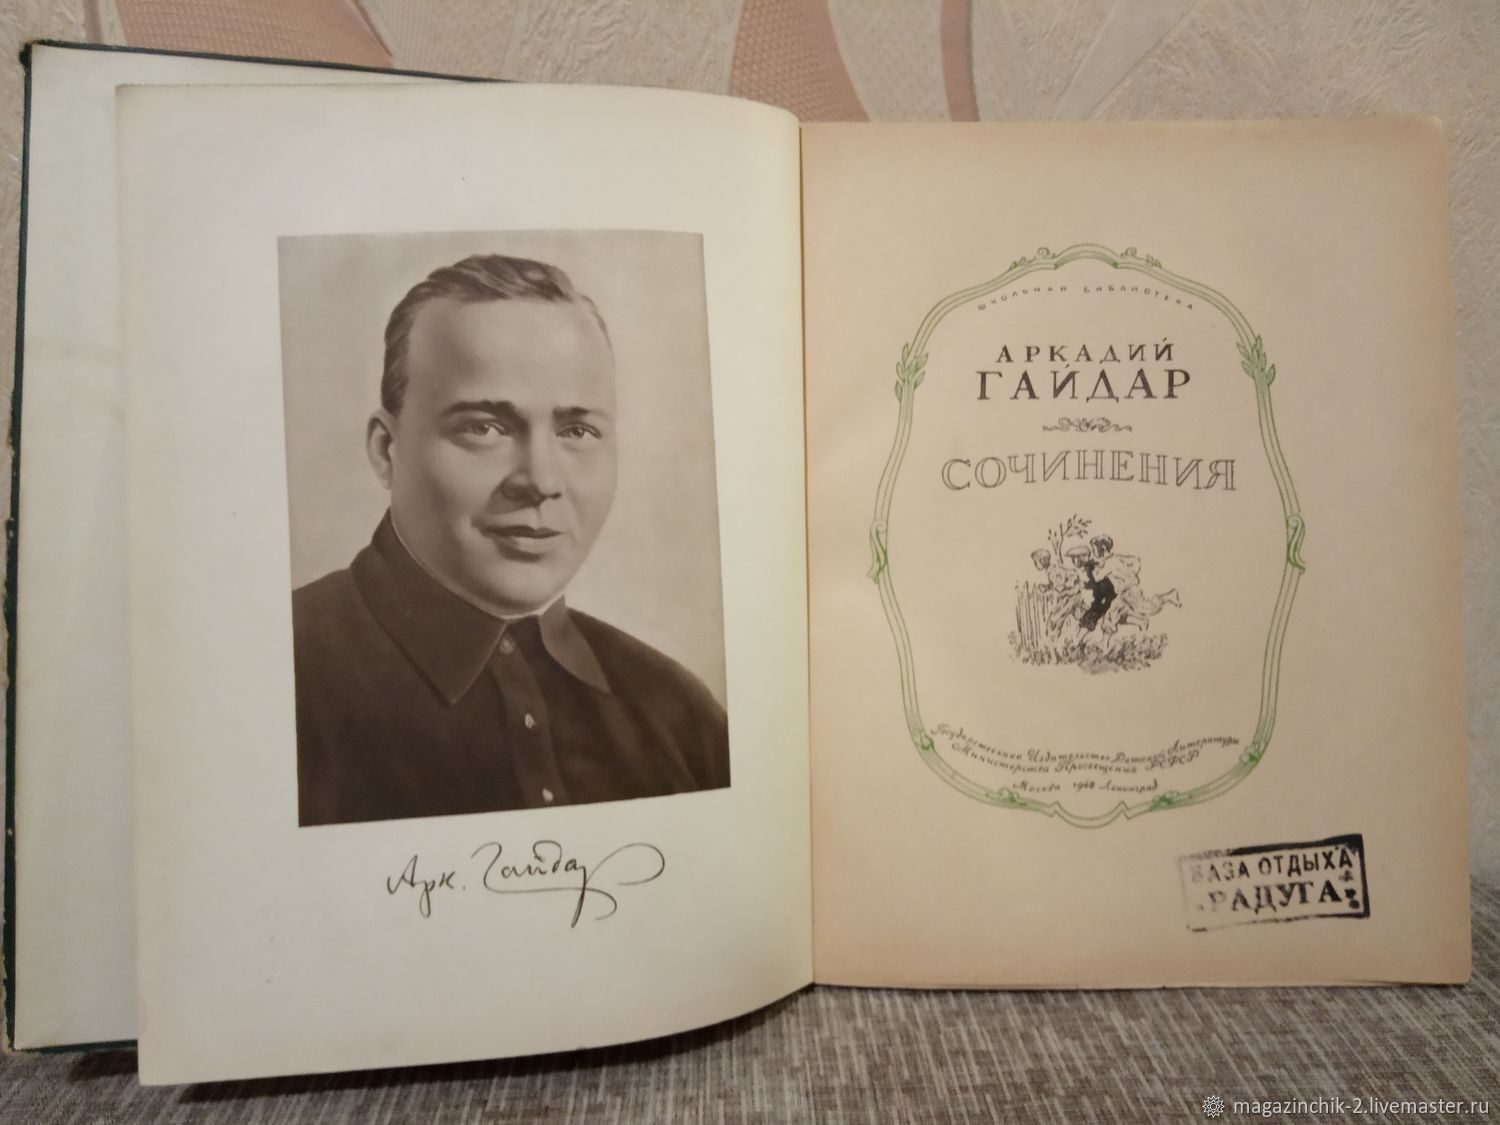 Арк. Гайдар
ШКОЛЬНАЯ БИБЛИОТЕКА
АРКАДИЙ
ГАЙДАР
СОЧИНЕНИЯ
Государственное Издательство Детской Литературы
Министерства Просвещения РСФСР
Москва 1948 Ленинград
БАЗА ОТДЫХА
РАДУГА
magazinchik-2.livemaster.ru